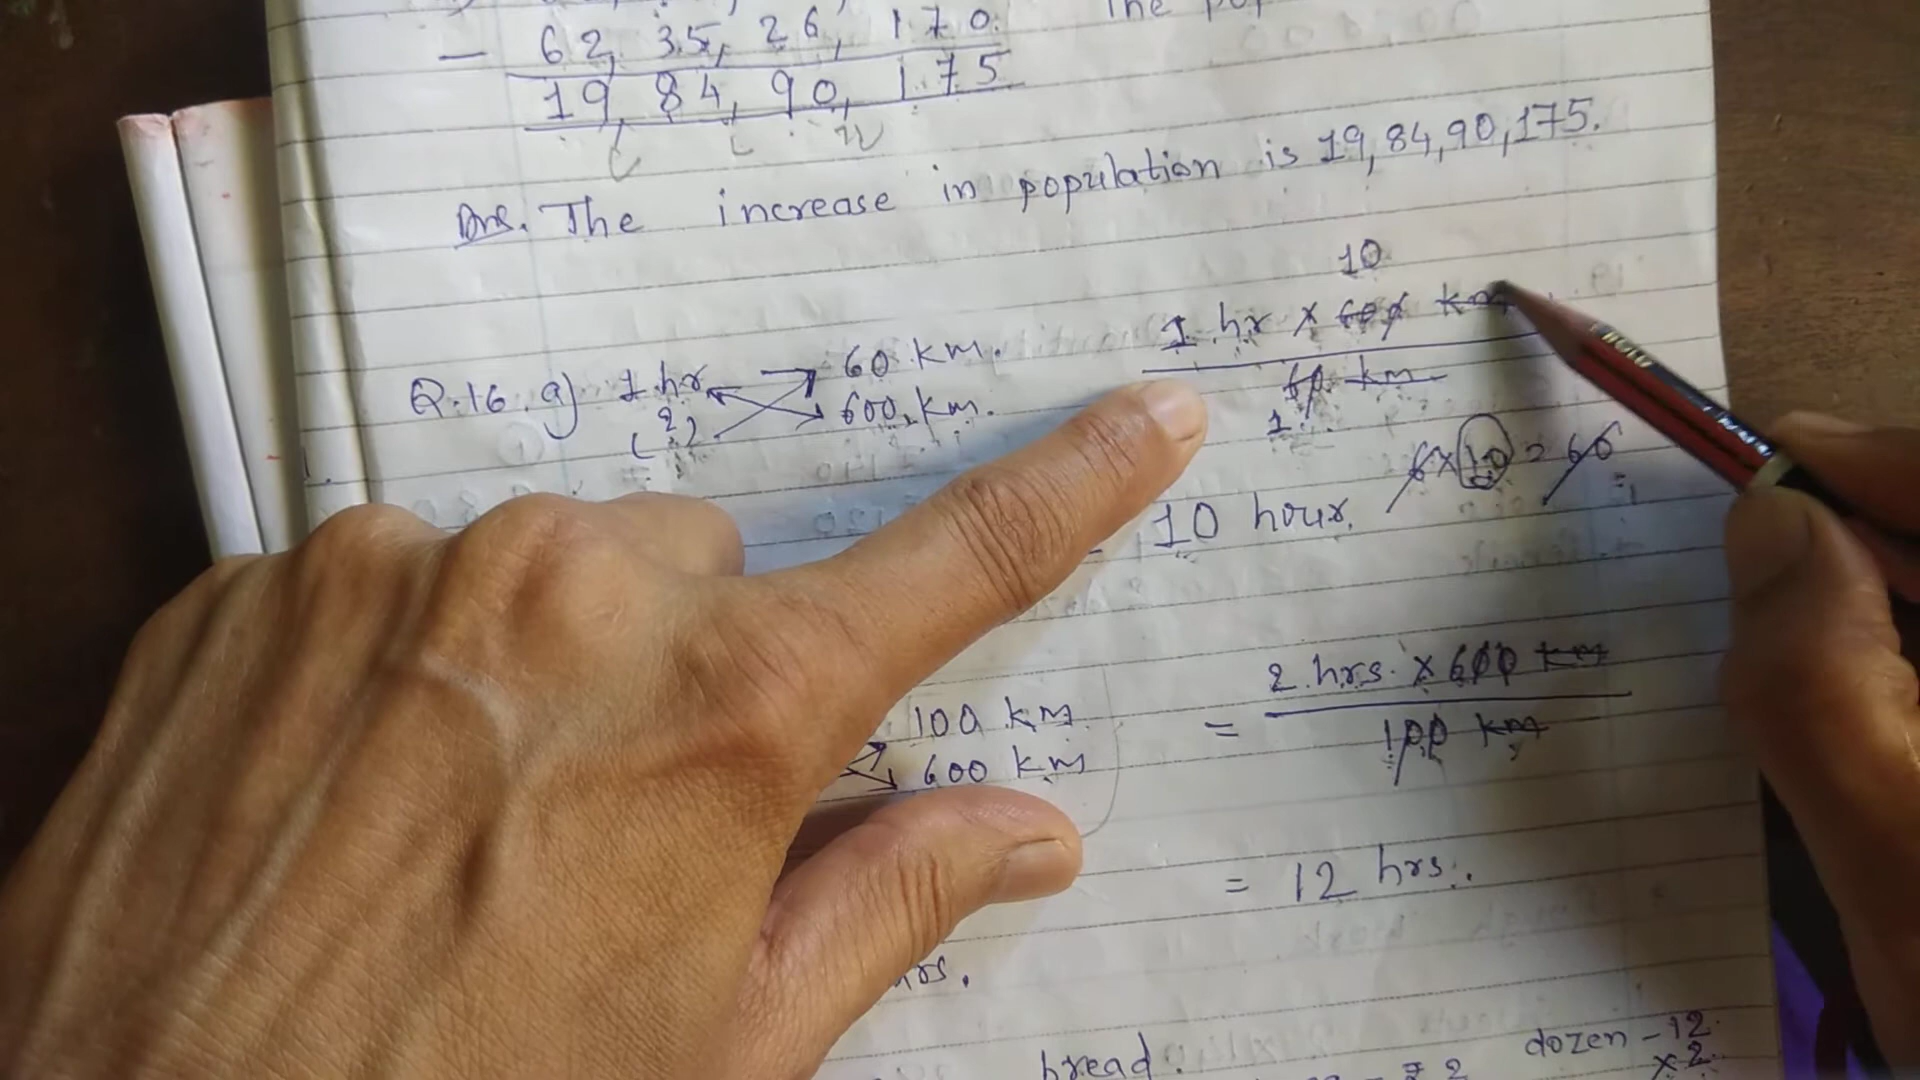 The
- 62, 35, 26, 170.
19, 84, 90, 175
Ans. The increase in population is 19,84,90,175.
10
Q.16. a) 1 hr 60 km. 1 hr x 600 km
(?) 600 km. 60 km
1
6x10=60
10 hour.
100 km = 2 hrs. x 600 km
600 km 100 km
= 12 hrs.
hrs.
bread. dozen - 12
x 2